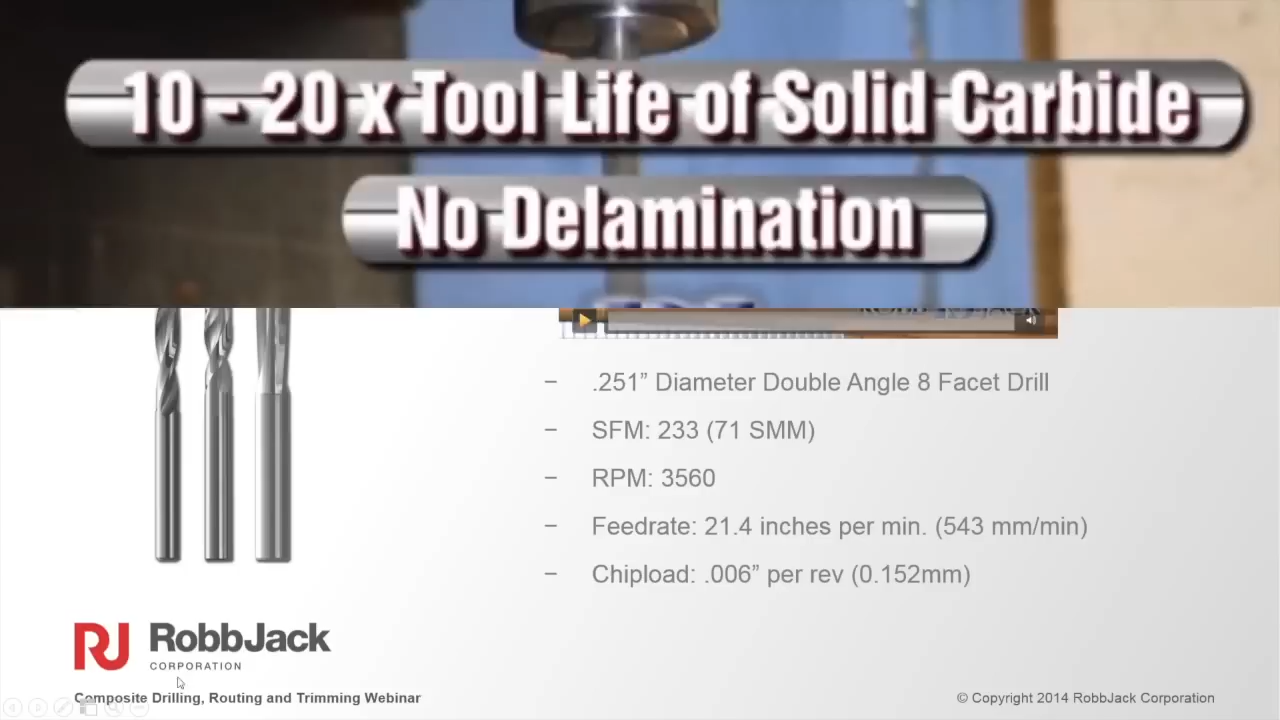 10 - 20 x Tool Life of Solid Carbide
No Delamination
ROBB JACK
– .251” Diameter Double Angle 8 Facet Drill
– SFM: 233 (71 SMM)
– RPM: 3560
– Feedrate: 21.4 inches per min. (543 mm/min)
– Chipload: .006” per rev (0.152mm)
RJ RobbJack
CORPORATION
Composite Drilling, Routing and Trimming Webinar
© Copyright 2014 RobbJack Corporation